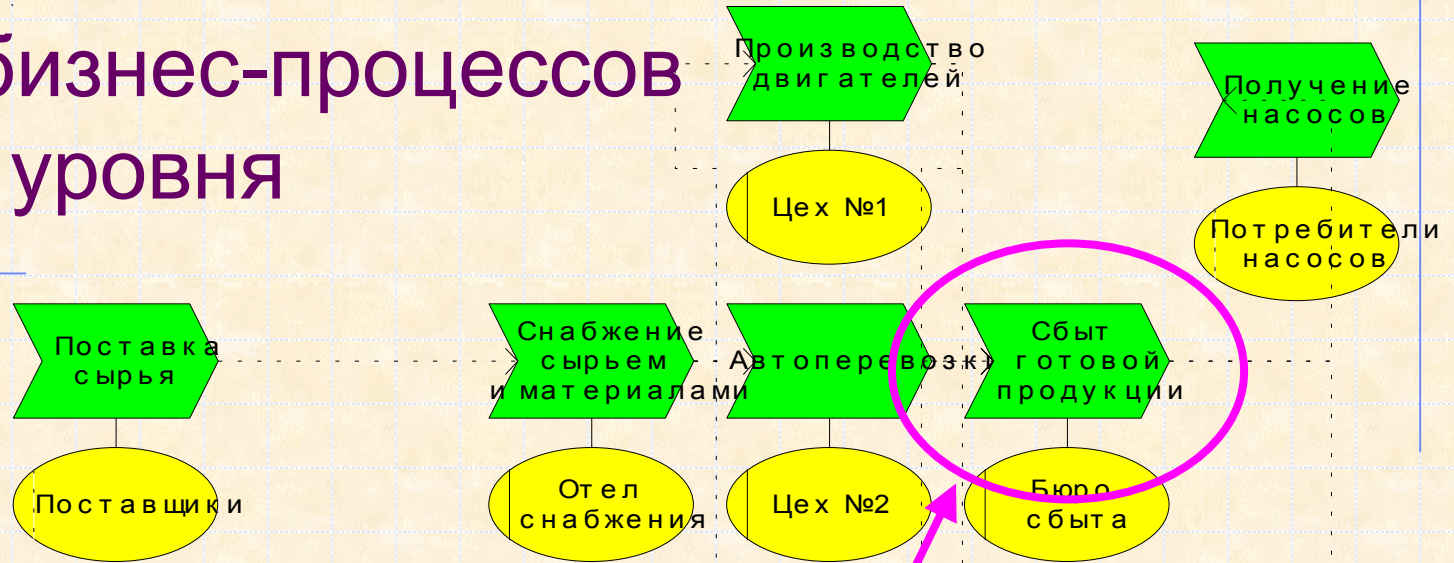 бизнес-процессов
уровня
Производство
двигателей
Цех №1
Получение
насосов
Потребители
насосов
Поставка
сырья
Поставщики
Снабжение
сырьем
и материалами
Отел
снабжения
Автоперевозки
Цех №2
Сбыт
готовой
продукции
Бюро
сбыта